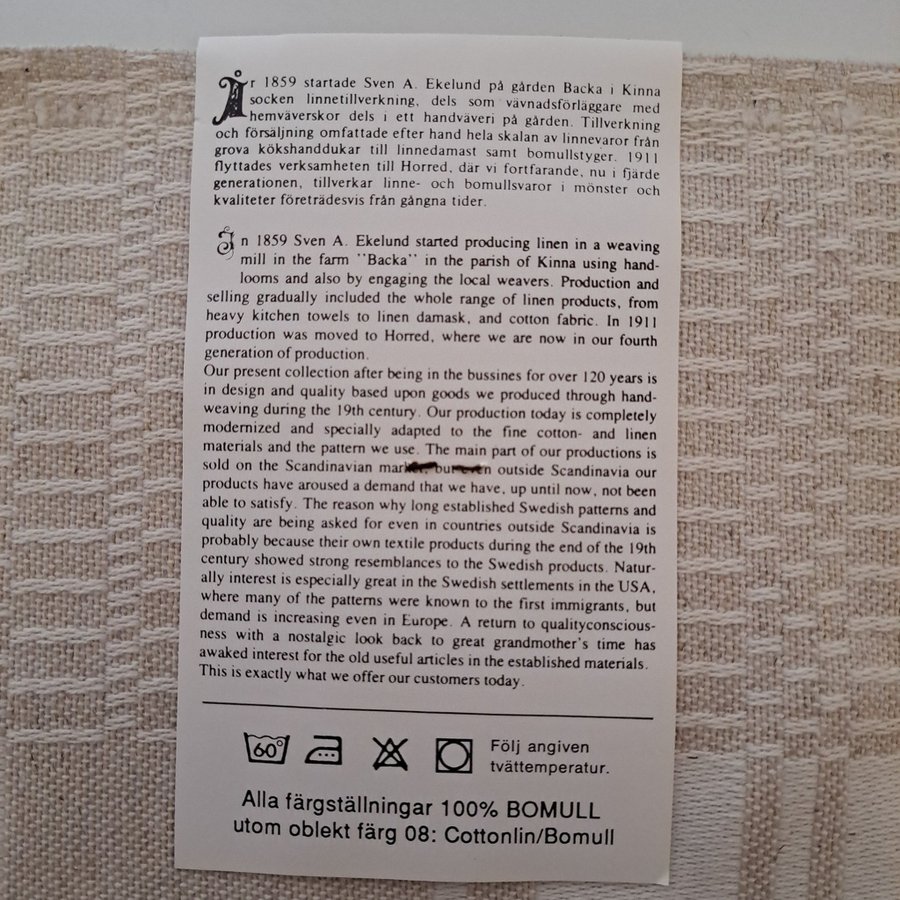 År 1859 startade Sven A. Ekelund på gården Backa i Kinna
socken linnetillverkning, dels som vävnadsförläggare med
hemväverskor dels i ett handväveri på gården. Tillverkning
och försäljning omfattade efter hand hela skalan av linnevaror från
grova kökshanddukar till linnedamast samt bomullstyger. 1911
flyttades verksamheten till Horred, där vi fortfarande, nu i fjärde
generationen, tillverkar linne- och bomullsvaror i mönster och
kvaliteter företrädesvis från gångna tider.
In 1859 Sven A. Ekelund started producing linen in a weaving
mill in the farm "Backa" in the parish of Kinna using hand-
looms and also by engaging the local weavers. Production and
selling gradually included the whole range of linen products, from
heavy kitchen towels to linen damask, and cotton fabric. In 1911
production was moved to Horred, where we are now in our fourth
generation of production.
Our present collection after being in the bussines for over 120 years is
in design and quality based upon goods we produced through hand-
weaving during the 19th century. Our production today is completely
modernized and specially adapted to the fine cotton- and linen
materials and the pattern we use. The main part of our productions is
sold on the Scandinavian market, but even outside Scandinavia our
products have aroused a demand that we have, up until now, not been
able to satisfy. The reason why long established Swedish patterns and
quality are being asked for even in countries outside Scandinavia is
probably because their own textile products during the end of the 19th
century showed strong resemblances to the Swedish products. Natur-
ally interest is especially great in the Swedish settlements in the USA,
where many of the patterns were known to the first immigrants, but
demand is increasing even in Europe. A return to qualityconscious-
ness with a nostalgic look back to great grandmother's time has
awaked interest for the old useful articles in the established materials.
This is exactly what we offer our customers today.
60° Följ angiven
tvättemperatur.
Alla färgställningar 100% BOMULL
utom oblekt färg 08: Cottonlin/Bomull